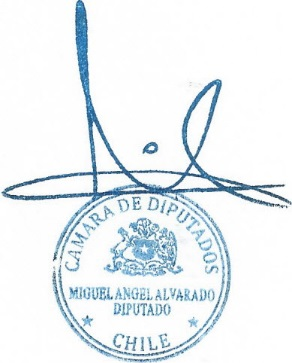 CAMARA DE DIPUTADOS
MIGUEL ANGEL ALVARADO
DIPUTADO
CHILE